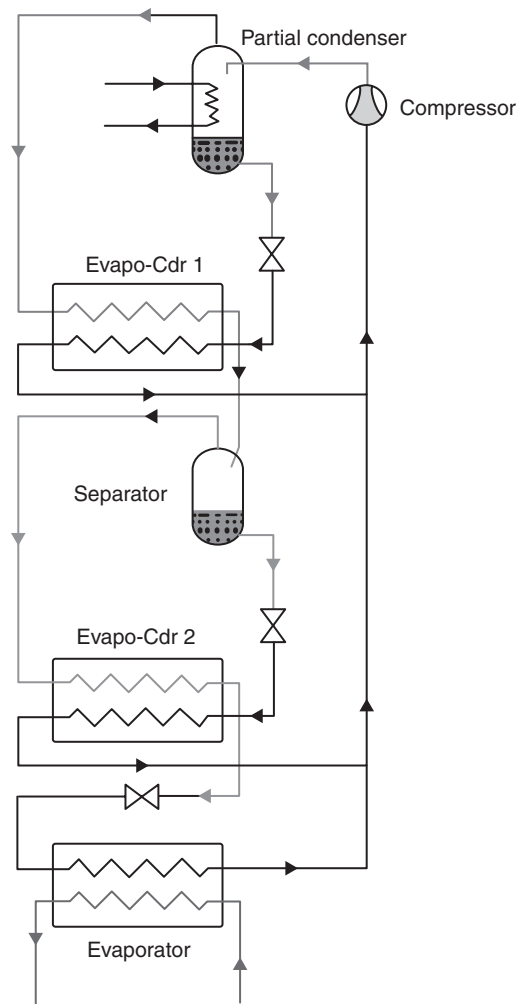 Partial condenser
Compressor
Evapo-Cdr 1
Separator
Evapo-Cdr 2
Evaporator